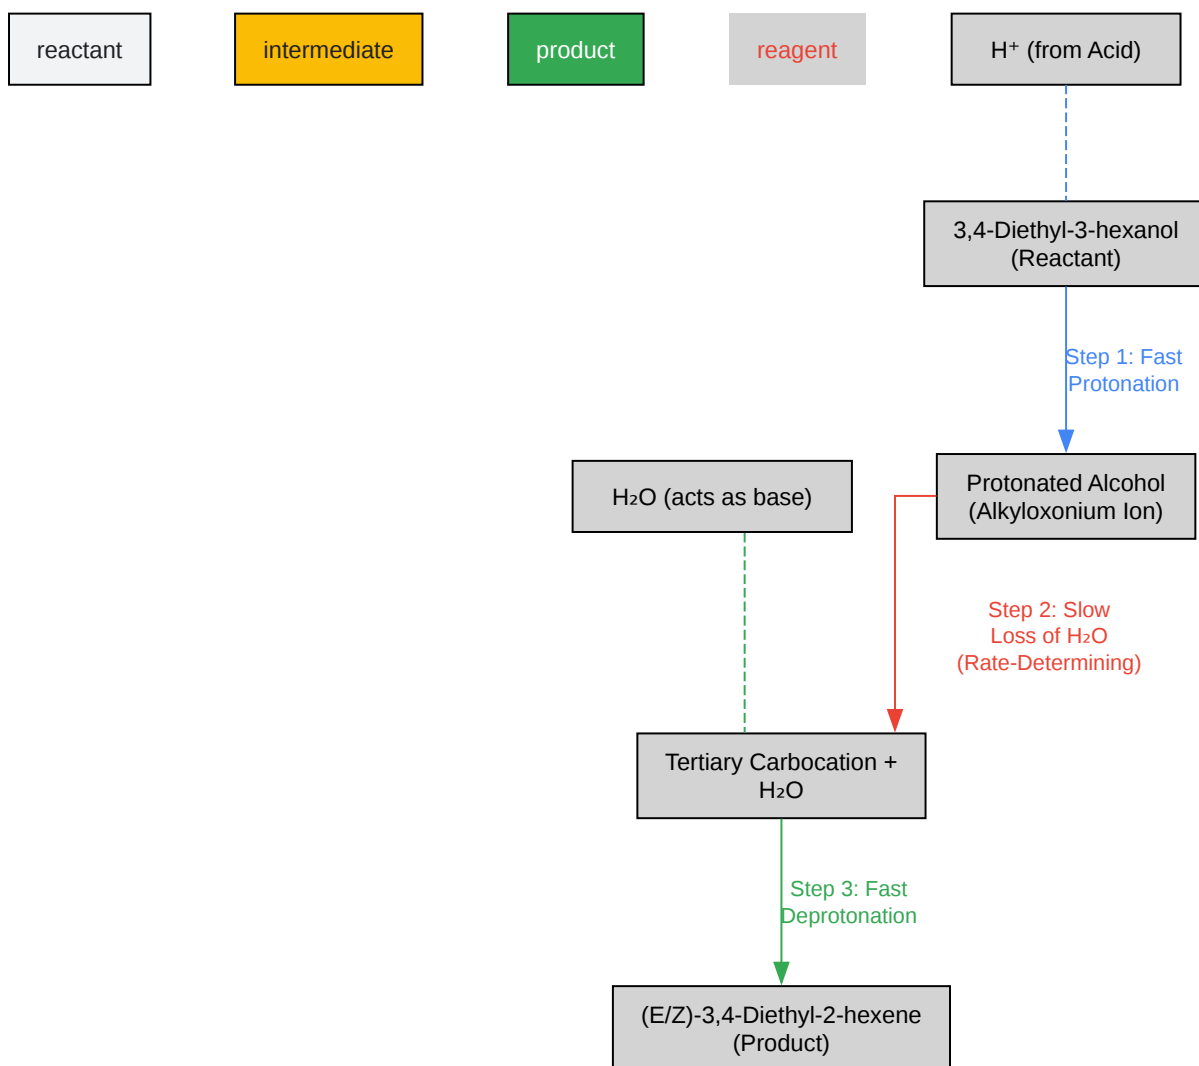 reactant
intermediate
product
reagent
H⁺ (from Acid)
3,4-Diethyl-3-hexanol
(Reactant)
Step 1: Fast
Protonation
H₂O (acts as base)
Protonated Alcohol
(Alkyloxonium Ion)
Step 2: Slow
Loss of H₂O
(Rate-Determining)
Tertiary Carbocation +
H₂O
Step 3: Fast
Deprotonation
(E/Z)-3,4-Diethyl-2-hexene
(Product)